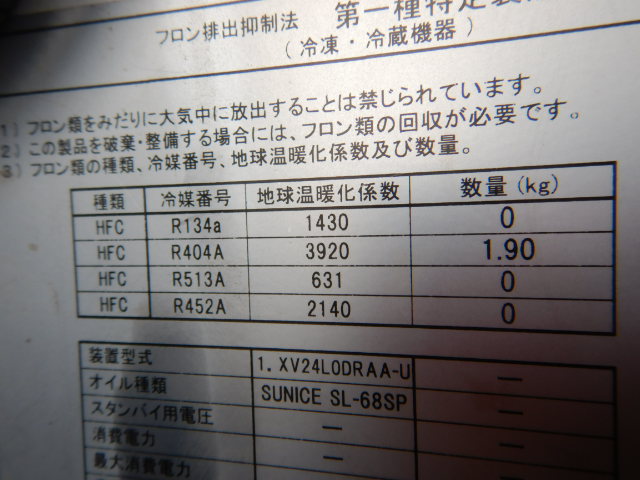 フロン排出抑制法 第一種特定
(冷凍・冷蔵機器)
1) フロン類をみだりに大気中に放出することは禁じられています。
2) この製品を破棄・整備する場合には、フロン類の回収が必要です。
3) フロン類の種類、冷媒番号、地球温暖化係数及び数量。
種類 冷媒番号 地球温暖化係数 数量 (kg)
HFC R134a 1430 0
HFC R404A 3920 1.90
HFC R513A 631 0
HFC R452A 2140 0
装置型式 1. XV24LODRAA-U —
オイル種類 SUNICE SL-68SP —
スタンバイ用電圧 — —
消費電力 — —
最大消費電力 —